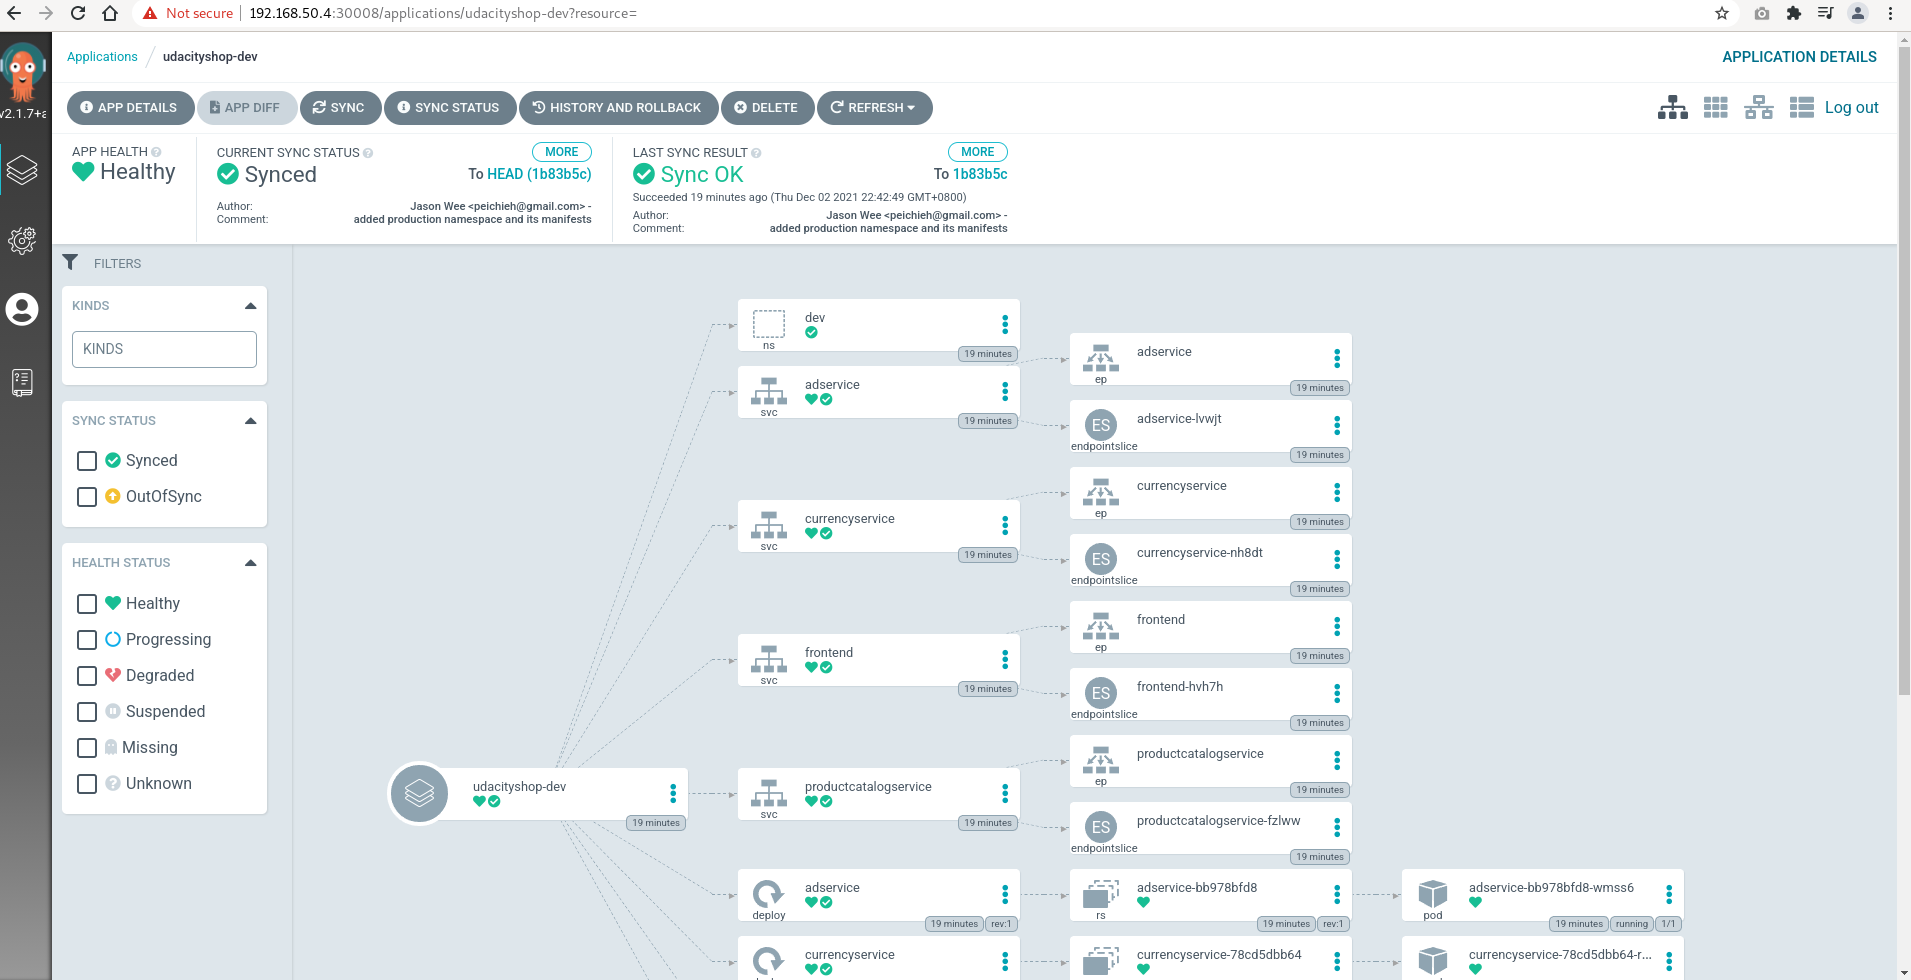 Not secure
192.168.50.4:30008/applications/udacityshop-dev?resource=
Applications
udacityshop-dev
APPLICATION DETAILS
v2.1.7+a
APP DETAILS
APP DIFF
SYNC
SYNC STATUS
HISTORY AND ROLLBACK
DELETE
REFRESH
Log out
APP HEALTH
Healthy
CURRENT SYNC STATUS
MORE
Synced
To HEAD (1b83b5c)
Author: Jason Wee <peichieh@gmail.com> -
Comment: added production namespace and its manifests
LAST SYNC RESULT
MORE
Sync OK
To 1b83b5c
Succeeded 19 minutes ago (Thu Dec 02 2021 22:42:49 GMT+0800)
Author: Jason Wee <peichieh@gmail.com> -
Comment: added production namespace and its manifests
FILTERS
KINDS
KINDS
SYNC STATUS
Synced
OutOfSync
HEALTH STATUS
Healthy
Progressing
Degraded
Suspended
Missing
Unknown
udacityshop-dev
19 minutes
dev
ns
19 minutes
adservice
svc
19 minutes
adservice
ep
19 minutes
ES
adservice-lvwjt
endpointslice
19 minutes
currencyservice
svc
19 minutes
currencyservice
ep
19 minutes
ES
currencyservice-nh8dt
endpointslice
19 minutes
frontend
svc
19 minutes
frontend
ep
19 minutes
ES
frontend-hvh7h
endpointslice
19 minutes
productcatalogservice
svc
19 minutes
productcatalogservice
ep
19 minutes
ES
productcatalogservice-fzlww
endpointslice
19 minutes
adservice
deploy
19 minutes
rev:1
adservice-bb978bfd8
rs
19 minutes
rev:1
adservice-bb978bfd8-wmss6
pod
19 minutes
running
1/1
currencyservice
currencyservice-78cd5dbb64
currencyservice-78cd5dbb64-r...